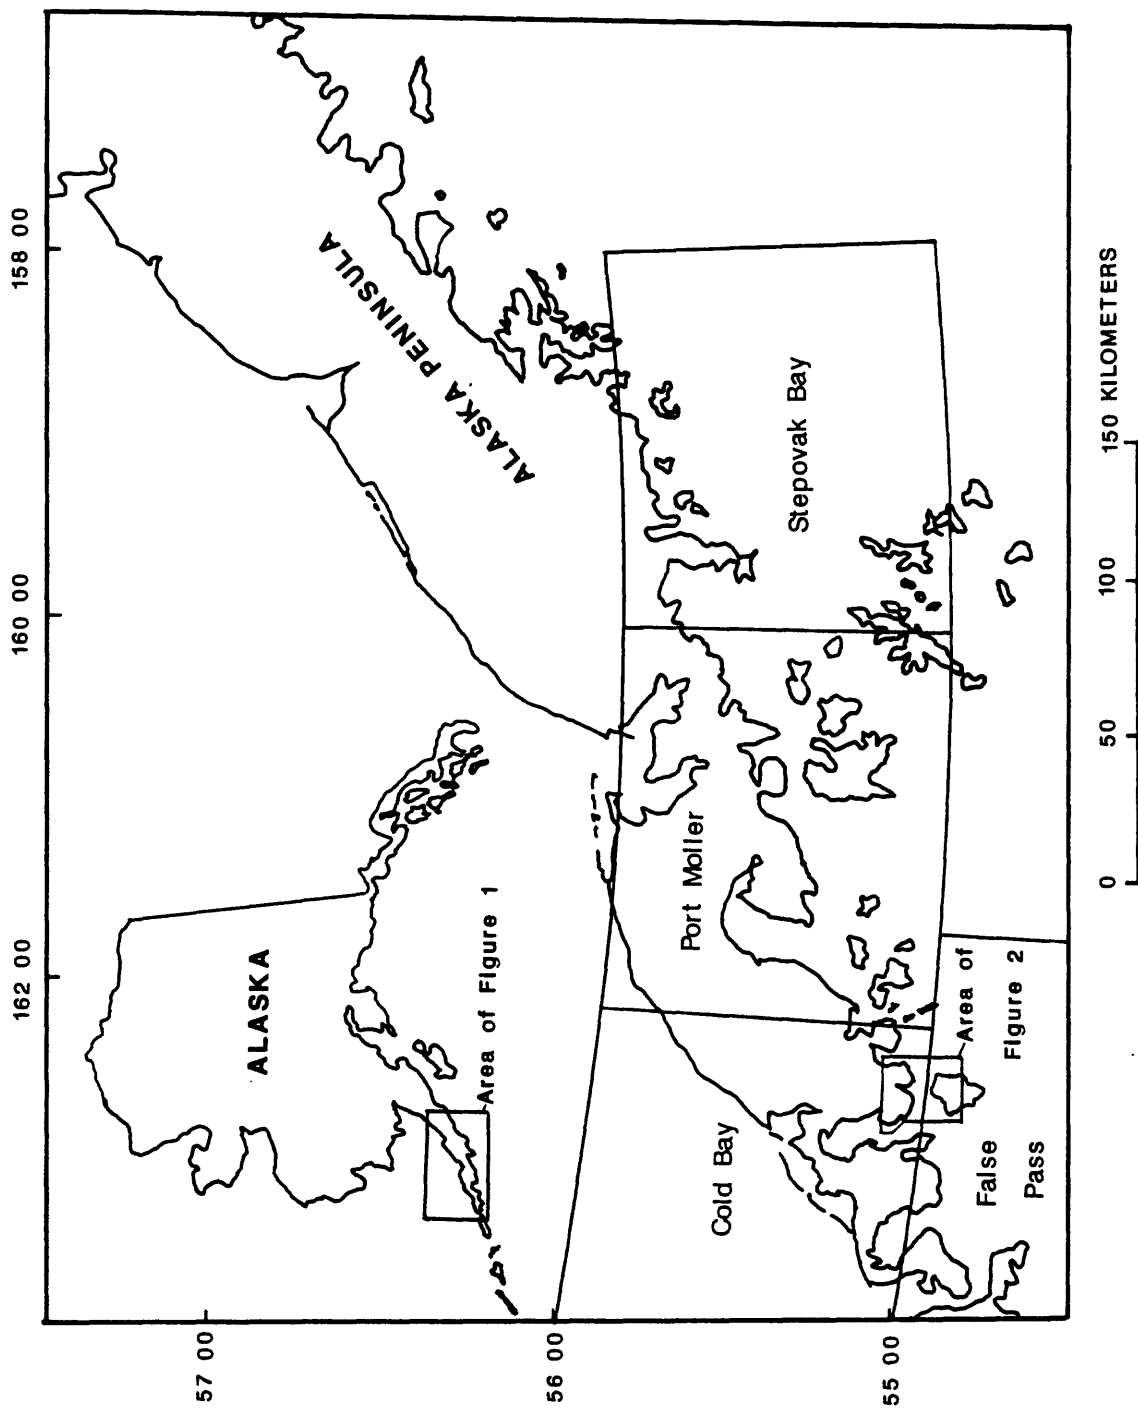 162 00
160 00
158 00
57 00
56 00
55 00
ALASKA
Area of Figure 1
ALASKA PENINSULA
Cold Bay
Port Moller
Stepovak Bay
False
Pass
Area of
Figure 2
0
50
100
150 KILOMETERS